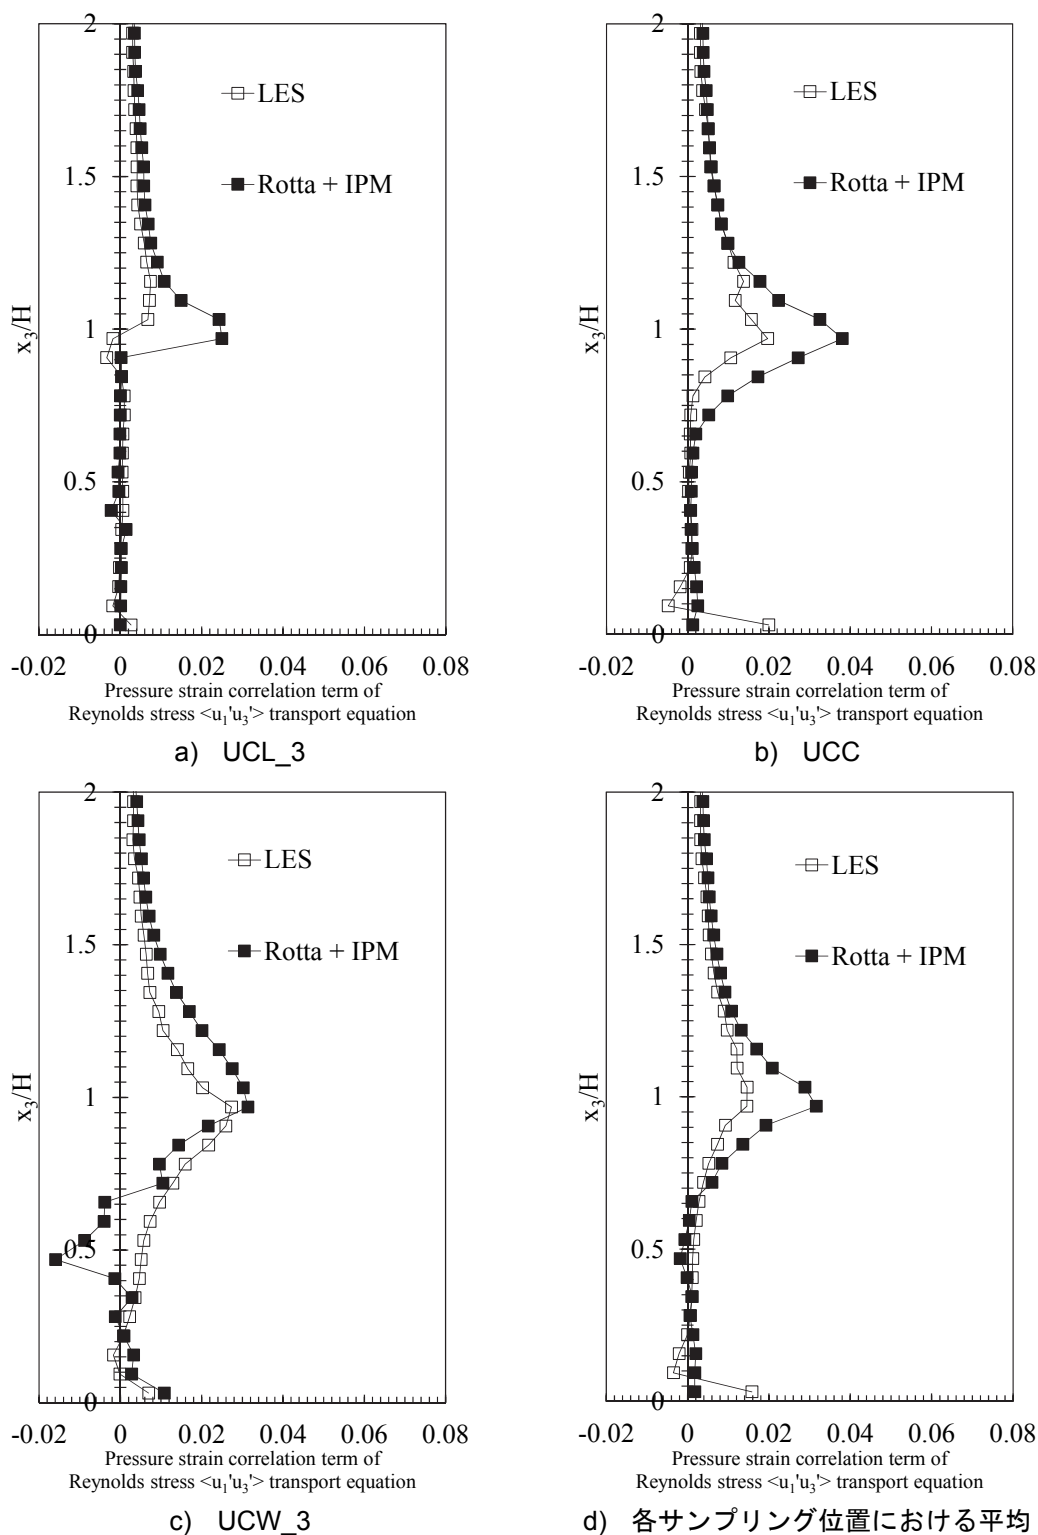 2
1.5
1
0.5
0
x3/H
LES
Rotta + IPM
-0.02 0 0.02 0.04 0.06 0.08
Pressure strain correlation term of
Reynolds stress <u1'u3'> transport equation
a) UCL_3
2
1.5
1
0.5
0
x3/H
LES
Rotta + IPM
-0.02 0 0.02 0.04 0.06 0.08
Pressure strain correlation term of
Reynolds stress <u1'u3'> transport equation
b) UCC
2
1.5
1
0.5
0
x3/H
LES
Rotta + IPM
-0.02 0 0.02 0.04 0.06 0.08
Pressure strain correlation term of
Reynolds stress <u1'u3'> transport equation
c) UCW_3
2
1.5
1
0.5
0
x3/H
LES
Rotta + IPM
-0.02 0 0.02 0.04 0.06 0.08
Pressure strain correlation term of
Reynolds stress <u1'u3'> transport equation
d) 各サンプリング位置における平均